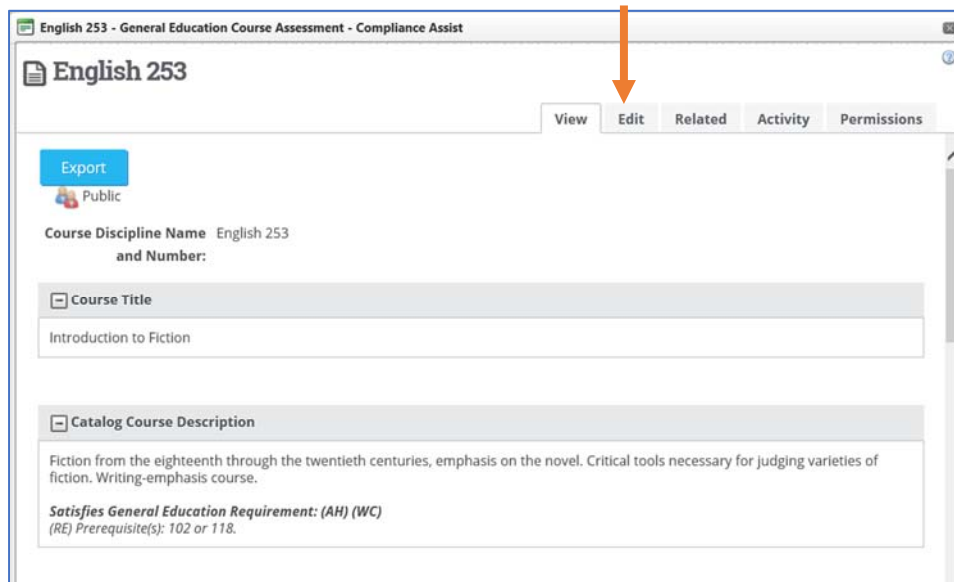 English 253 - General Education Course Assessment - Compliance Assist
English 253
View Edit Related Activity Permissions
Export
Public
Course Discipline Name English 253
and Number:
Course Title
Introduction to Fiction
Catalog Course Description
Fiction from the eighteenth through the twentieth centuries, emphasis on the novel. Critical tools necessary for judging varieties of
fiction. Writing-emphasis course.
Satisfies General Education Requirement: (AH) (WC)
(RE) Prerequisite(s): 102 or 118.